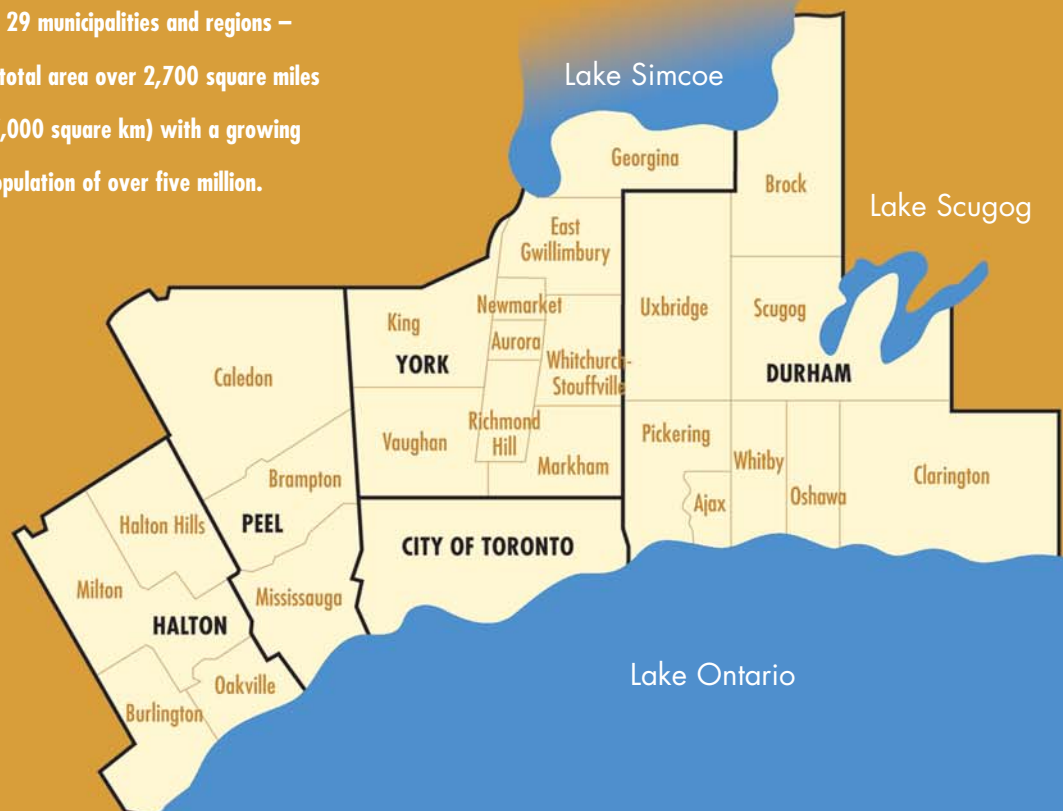 29 municipalities and regions –
total area over 2,700 square miles
,000 square km) with a growing
opulation of over five million.
Lake Simcoe
Georgina
Brock
Lake Scugog
East
Gwillimbury
Newmarket
Uxbridge
Scugog
King
Aurora
YORK
Whitchurch-
Stouffville
DURHAM
Caledon
Richmond
Hill
Vaughan
Pickering
Markham
Whitby
Clarington
Brampton
Ajax
Oshawa
Halton Hills
PEEL
CITY OF TORONTO
Milton
Mississauga
HALTON
Lake Ontario
Oakville
Burlington